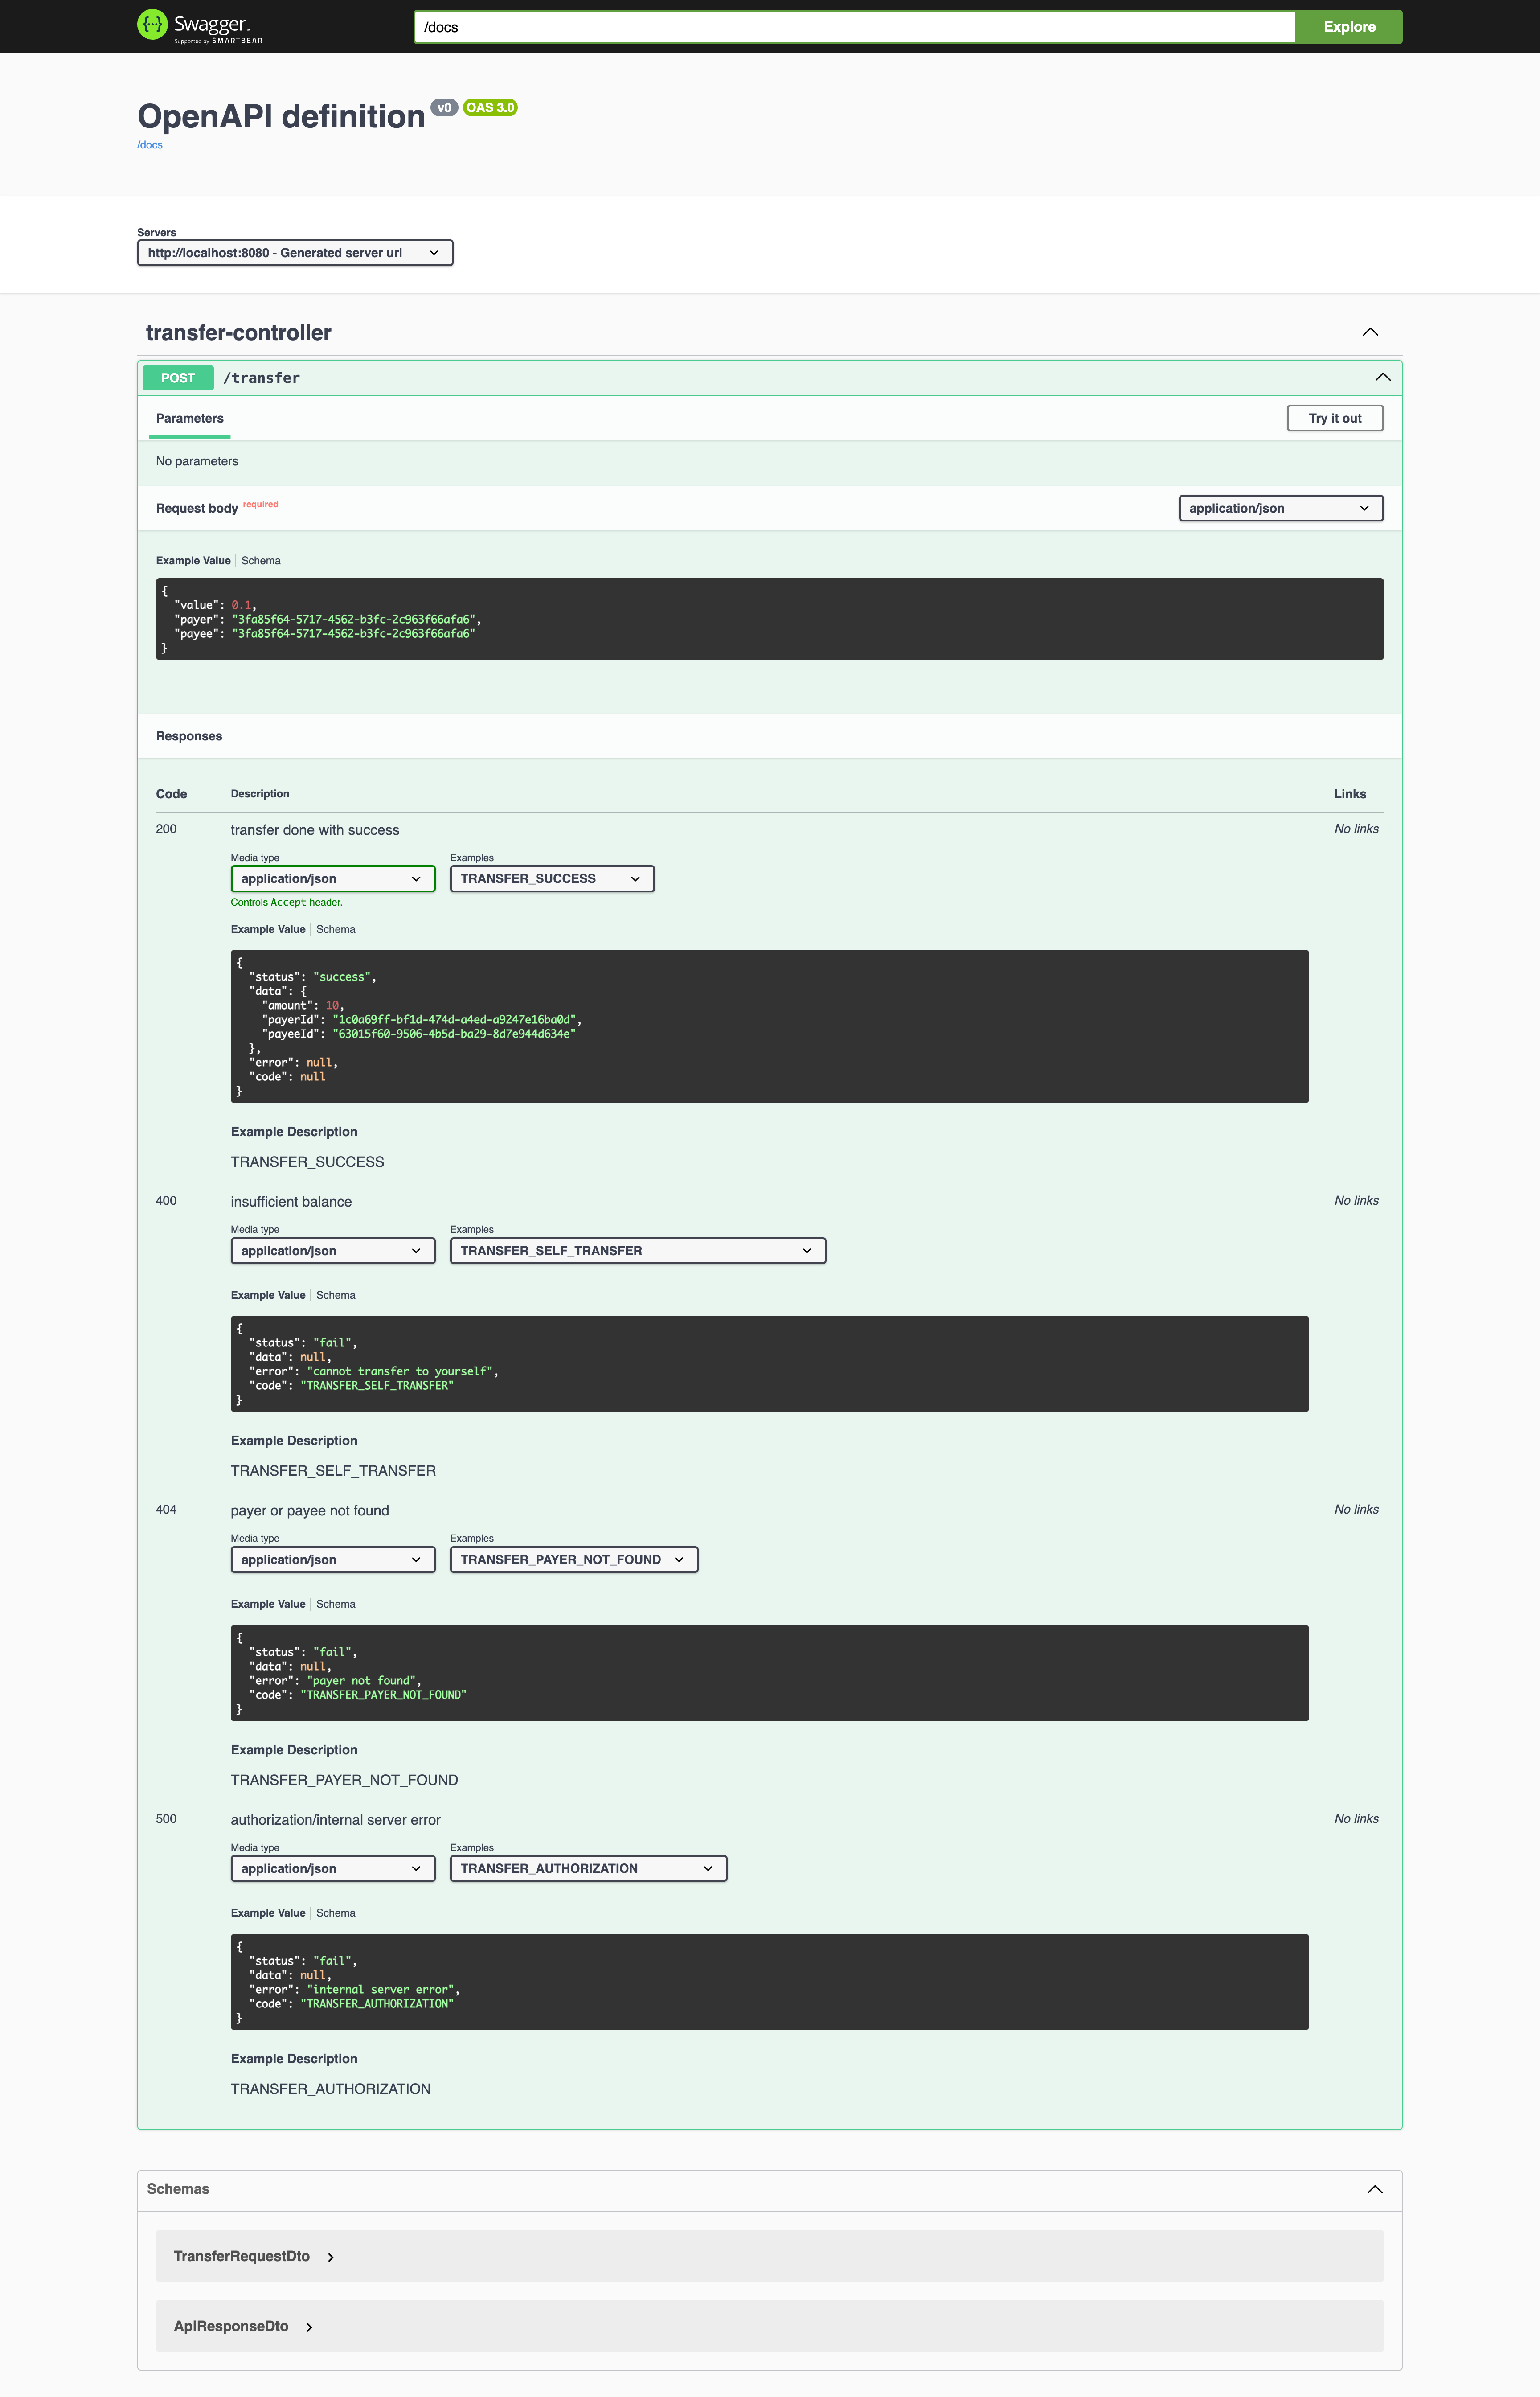 Swagger.
Supported by SMARTBEAR
/docs
Explore
OpenAPI definition v0 OAS 3.0
/docs
Servers
http://localhost:8080 - Generated server url
transfer-controller
POST /transfer
Parameters
Try it out
No parameters
Request body required
application/json
Example Value Schema
{
  "value": 0.1,
  "payer": "3fa85f64-5717-4562-b3fc-2c963f66afa6",
  "payee": "3fa85f64-5717-4562-b3fc-2c963f66afa6"
}
Responses
Code Description Links
200 transfer done with success No links
Media type Examples
application/json TRANSFER_SUCCESS
Controls Accept header.
Example Value Schema
{
  "status": "success",
  "data": {
    "amount": 10,
    "payerId": "1c0a69ff-bf1d-474d-a4ed-a9247e16ba0d",
    "payeeId": "63015f60-9506-4b5d-ba29-8d7e944d634e"
  },
  "error": null,
  "code": null
}
Example Description
TRANSFER_SUCCESS
400 insufficient balance No links
Media type Examples
application/json TRANSFER_SELF_TRANSFER
Example Value Schema
{
  "status": "fail",
  "data": null,
  "error": "cannot transfer to yourself",
  "code": "TRANSFER_SELF_TRANSFER"
}
Example Description
TRANSFER_SELF_TRANSFER
404 payer or payee not found No links
Media type Examples
application/json TRANSFER_PAYER_NOT_FOUND
Example Value Schema
{
  "status": "fail",
  "data": null,
  "error": "payer not found",
  "code": "TRANSFER_PAYER_NOT_FOUND"
}
Example Description
TRANSFER_PAYER_NOT_FOUND
500 authorization/internal server error No links
Media type Examples
application/json TRANSFER_AUTHORIZATION
Example Value Schema
{
  "status": "fail",
  "data": null,
  "error": "internal server error",
  "code": "TRANSFER_AUTHORIZATION"
}
Example Description
TRANSFER_AUTHORIZATION
Schemas
TransferRequestDto
ApiResponseDto